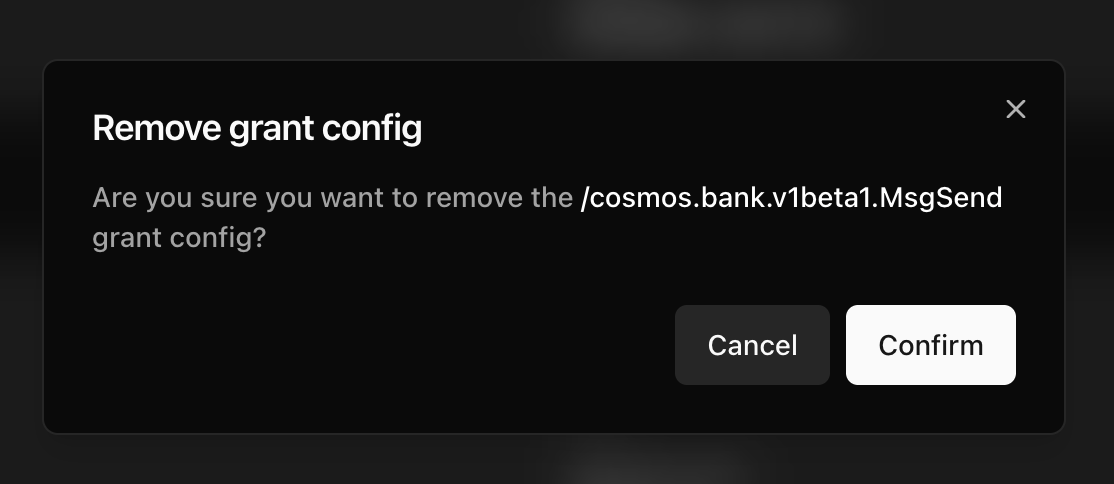 Remove grant config
Are you sure you want to remove the /cosmos.bank.v1beta1.MsgSend
grant config?
Cancel
Confirm